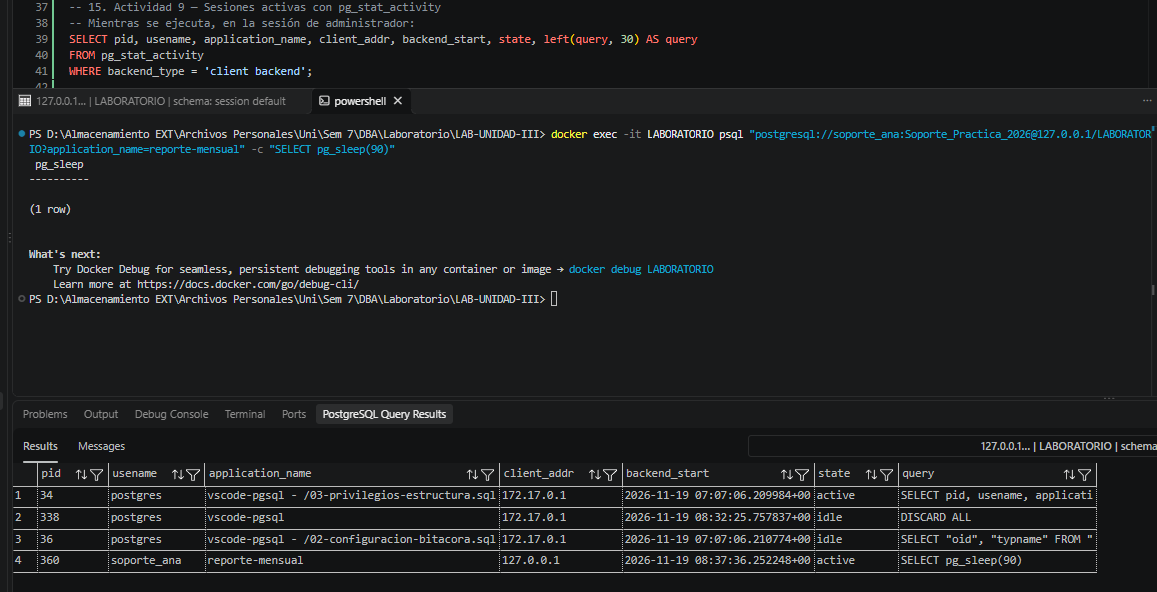 37 -- 15. Actividad 9 — Sesiones activas con pg_stat_activity
38 -- Mientras se ejecuta, en la sesión de administrador:
39 SELECT pid, usename, application_name, client_addr, backend_start, state, left(query, 30) AS query
40 FROM pg_stat_activity
41 WHERE backend_type = 'client backend';
42
127.0.0.1... | LABORATORIO | schema: session default powershell
PS D:\Almacenamiento EXT\Archivos Personales\Uni\Sem 7\DBA\Laboratorio\LAB-UNIDAD-III> docker exec -it LABORATORIO psql "postgresql://soporte_ana:Soporte_Practica_2026@127.0.0.1/LABORATOR
IO?application_name=reporte-mensual" -c "SELECT pg_sleep(90)"
pg_sleep
----------
(1 row)
What's next:
Try Docker Debug for seamless, persistent debugging tools in any container or image → docker debug LABORATORIO
Learn more at https://docs.docker.com/go/debug-cli/
PS D:\Almacenamiento EXT\Archivos Personales\Uni\Sem 7\DBA\Laboratorio\LAB-UNIDAD-III>
Problems Output Debug Console Terminal Ports PostgreSQL Query Results
Results Messages 127.0.0.1... | LABORATORIO | schema
pid usename application_name client_addr backend_start state query
1 34 postgres vscode-pgsql - /03-privilegios-estructura.sql 172.17.0.1 2026-11-19 07:07:06.209984+00 active SELECT pid, usename, applicati
2 338 postgres vscode-pgsql 172.17.0.1 2026-11-19 08:32:25.757837+00 idle DISCARD ALL
3 36 postgres vscode-pgsql - /02-configuracion-bitacora.sql 172.17.0.1 2026-11-19 07:07:06.210774+00 idle SELECT "oid", "typname" FROM "
4 360 soporte_ana reporte-mensual 127.0.0.1 2026-11-19 08:37:36.252248+00 active SELECT pg_sleep(90)